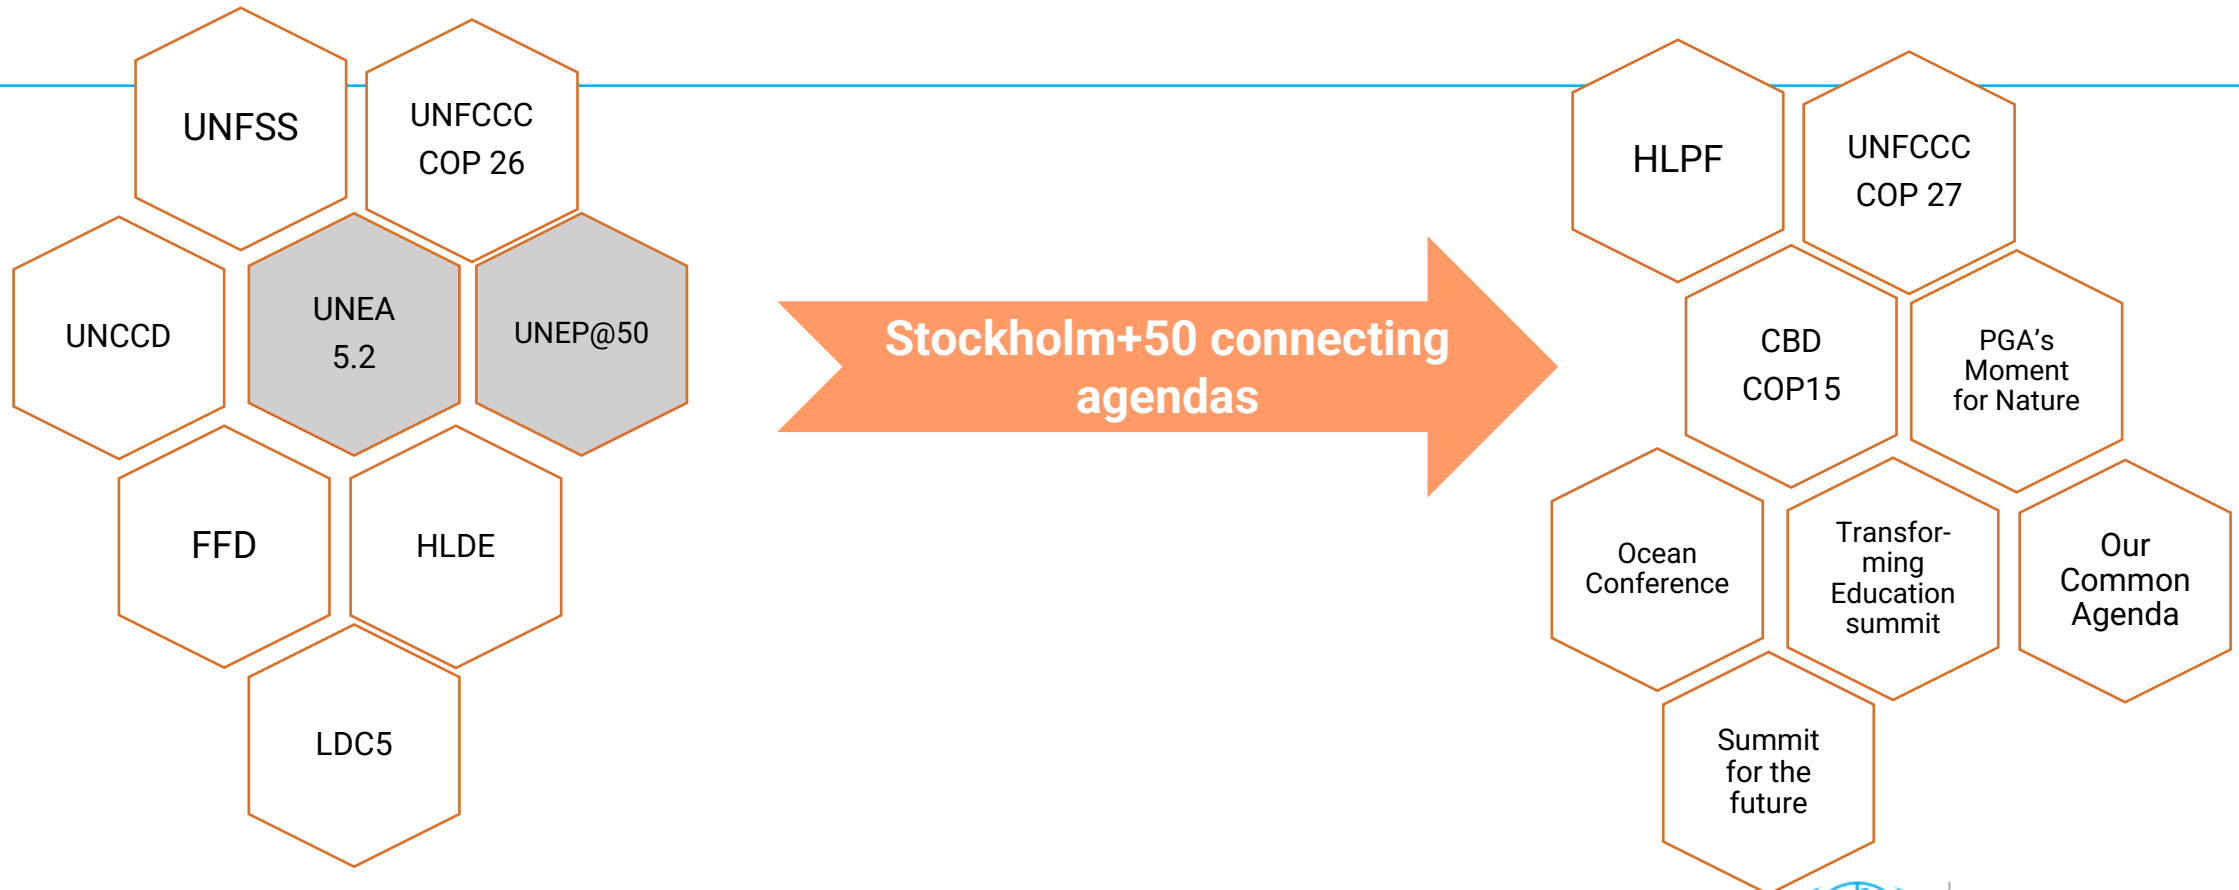 UNFSS
UNFCCC
COP 26
UNCCD
UNEA
5.2
UNEP@50
FFD
HLDE
LDC5
Stockholm+50 connecting
agendas
HLPF
UNFCCC
COP 27
CBD
COP15
PGA’s
Moment
for Nature
Ocean
Conference
Transfor-
ming
Education
summit
Our
Common
Agenda
Summit
for the
future